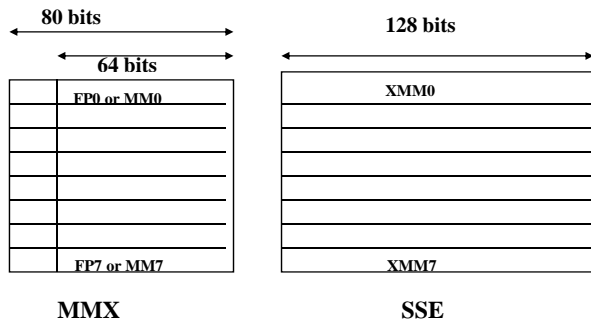 80 bits
128 bits
64 bits
FP0 or MM0
XMM0
FP7 or MM7
XMM7
MMX
SSE